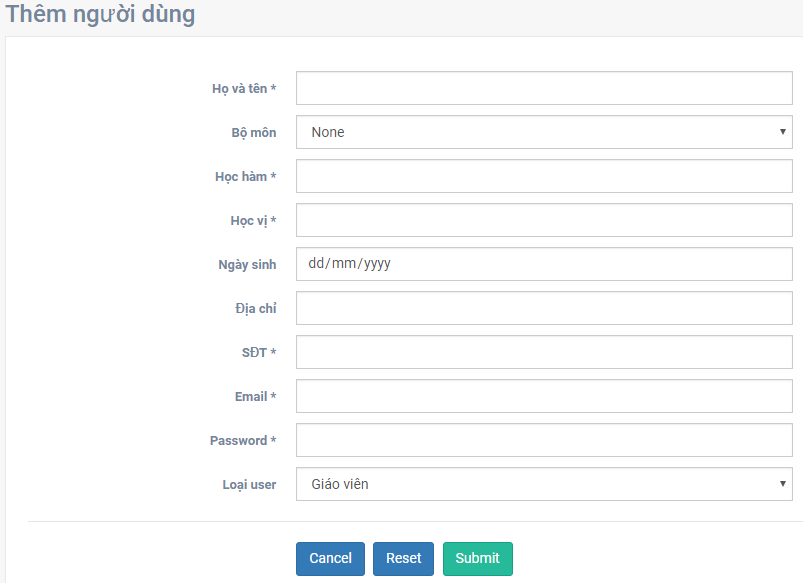 Thêm người dùng
Họ và tên *
Bộ môn None
Học hàm *
Học vị *
Ngày sinh dd/mm/yyyy
Địa chỉ
SĐT *
Email *
Password *
Loại user Giáo viên
Cancel Reset Submit